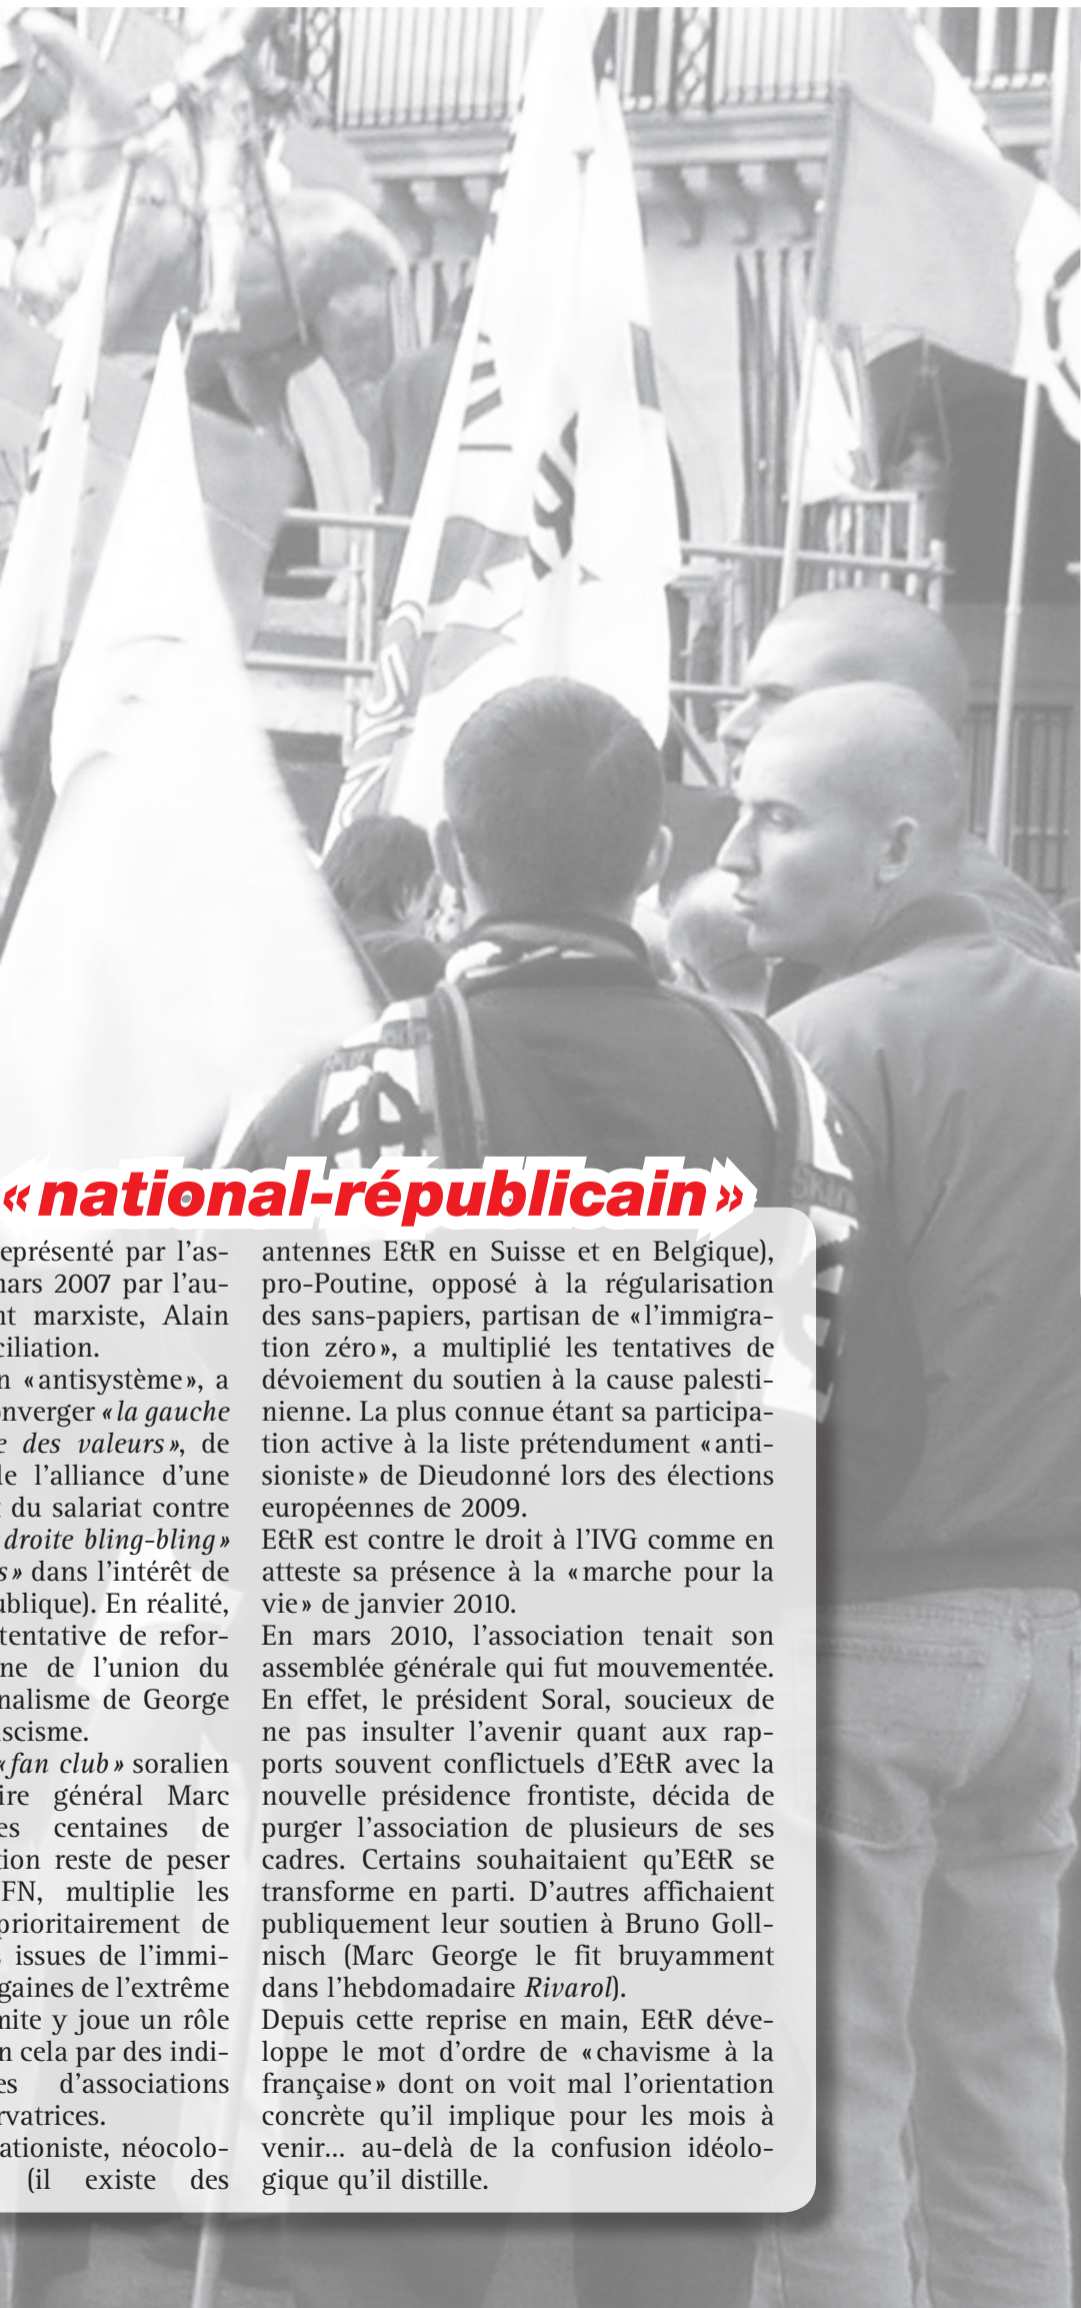 «national-républicain»
eprésenté par l'as-
nars 2007 par l'au-
nt marxiste, Alain
ciliation.
n «antisystème», a
onverger «la gauche
e des valeurs», de
le l'alliance d'une
t du salariat contre
droite bling-bling»
s» dans l'intérêt de
ublique). En réalité,
tentative de refor-
ne de l'union du
nalisme de George
scisme.
«fan club» soralien
ire général Marc
es centaines de
tion reste de peser
FN, multiplie les
prioritairement de
issues de l'immi-
gaines de l'extrême
mite y joue un rôle
n cela par des indi-
es d'associations
rvatrices.
ationiste, néocolo-
(il existe des
antennes E&R en Suisse et en Belgique),
pro-Poutine, opposé à la régularisation
des sans-papiers, partisan de «l'immigra-
tion zéro», a multiplié les tentatives de
dévoiement du soutien à la cause palesti-
nienne. La plus connue étant sa participa-
tion active à la liste prétendument «anti-
sioniste» de Dieudonné lors des élections
européennes de 2009.
E&R est contre le droit à l'IVG comme en
atteste sa présence à la «marche pour la
vie» de janvier 2010.
En mars 2010, l'association tenait son
assemblée générale qui fut mouvementée.
En effet, le président Soral, soucieux de
ne pas insulter l'avenir quant aux rap-
ports souvent conflictuels d'E&R avec la
nouvelle présidence frontiste, décida de
purger l'association de plusieurs de ses
cadres. Certains souhaitaient qu'E&R se
transforme en parti. D'autres affichaient
publiquement leur soutien à Bruno Goll-
nisch (Marc George le fit bruyamment
dans l'hebdomadaire Rivarol).
Depuis cette reprise en main, E&R déve-
loppe le mot d'ordre de «chavisme à la
française» dont on voit mal l'orientation
concrète qu'il implique pour les mois à
venir... au-delà de la confusion idéolo-
gique qu'il distille.